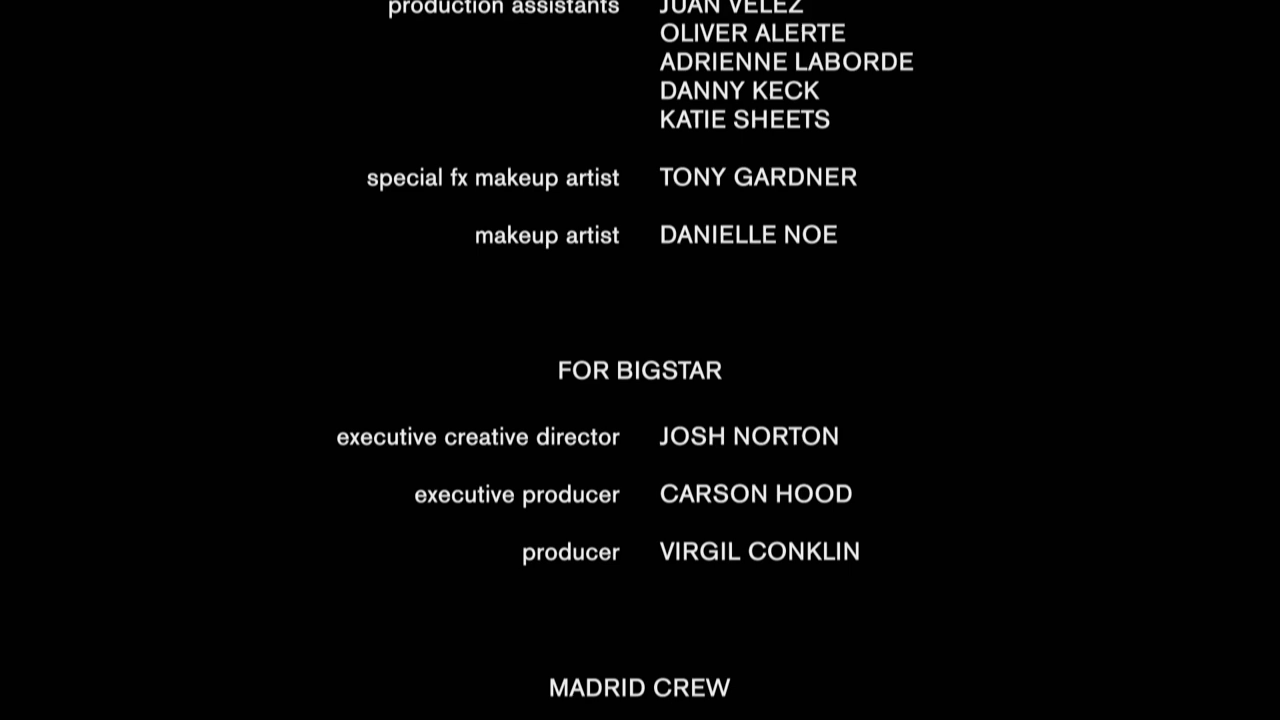 production assistants JUAN VELEZ
OLIVER ALERTE
ADRIENNE LABORDE
DANNY KECK
KATIE SHEETS
special fx makeup artist TONY GARDNER
makeup artist DANIELLE NOE
FOR BIGSTAR
executive creative director JOSH NORTON
executive producer CARSON HOOD
producer VIRGIL CONKLIN
MADRID CREW